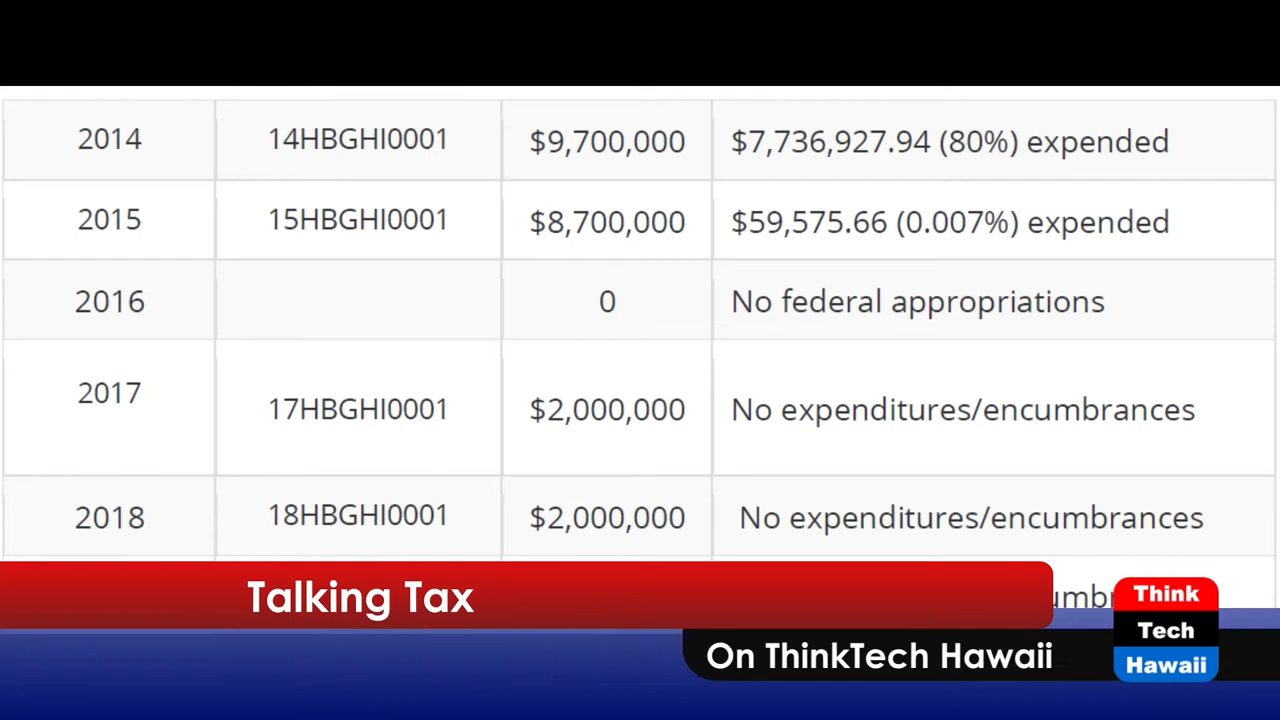 2014 14HBGHI0001 $9,700,000 $7,736,927.94 (80%) expended
2015 15HBGHI0001 $8,700,000 $59,575.66 (0.007%) expended
2016 0 No federal appropriations
2017 17HBGHI0001 $2,000,000 No expenditures/encumbrances
2018 18HBGHI0001 $2,000,000 No expenditures/encumbrances
Talking Tax
On ThinkTech Hawaii
Think
Tech
Hawaii